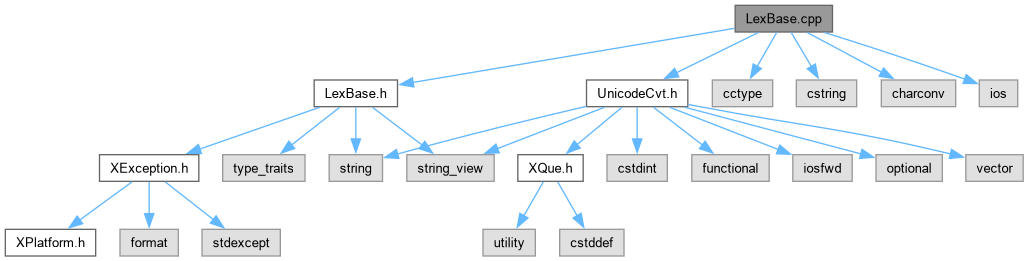 LexBase.cpp
LexBase.h
UnicodeCvt.h
cctype
cstring
charconv
ios
XException.h
type_traits
string
string_view
XQue.h
cstdint
functional
iosfwd
optional
vector
XPlatform.h
format
stdexcept
utility
cstddef